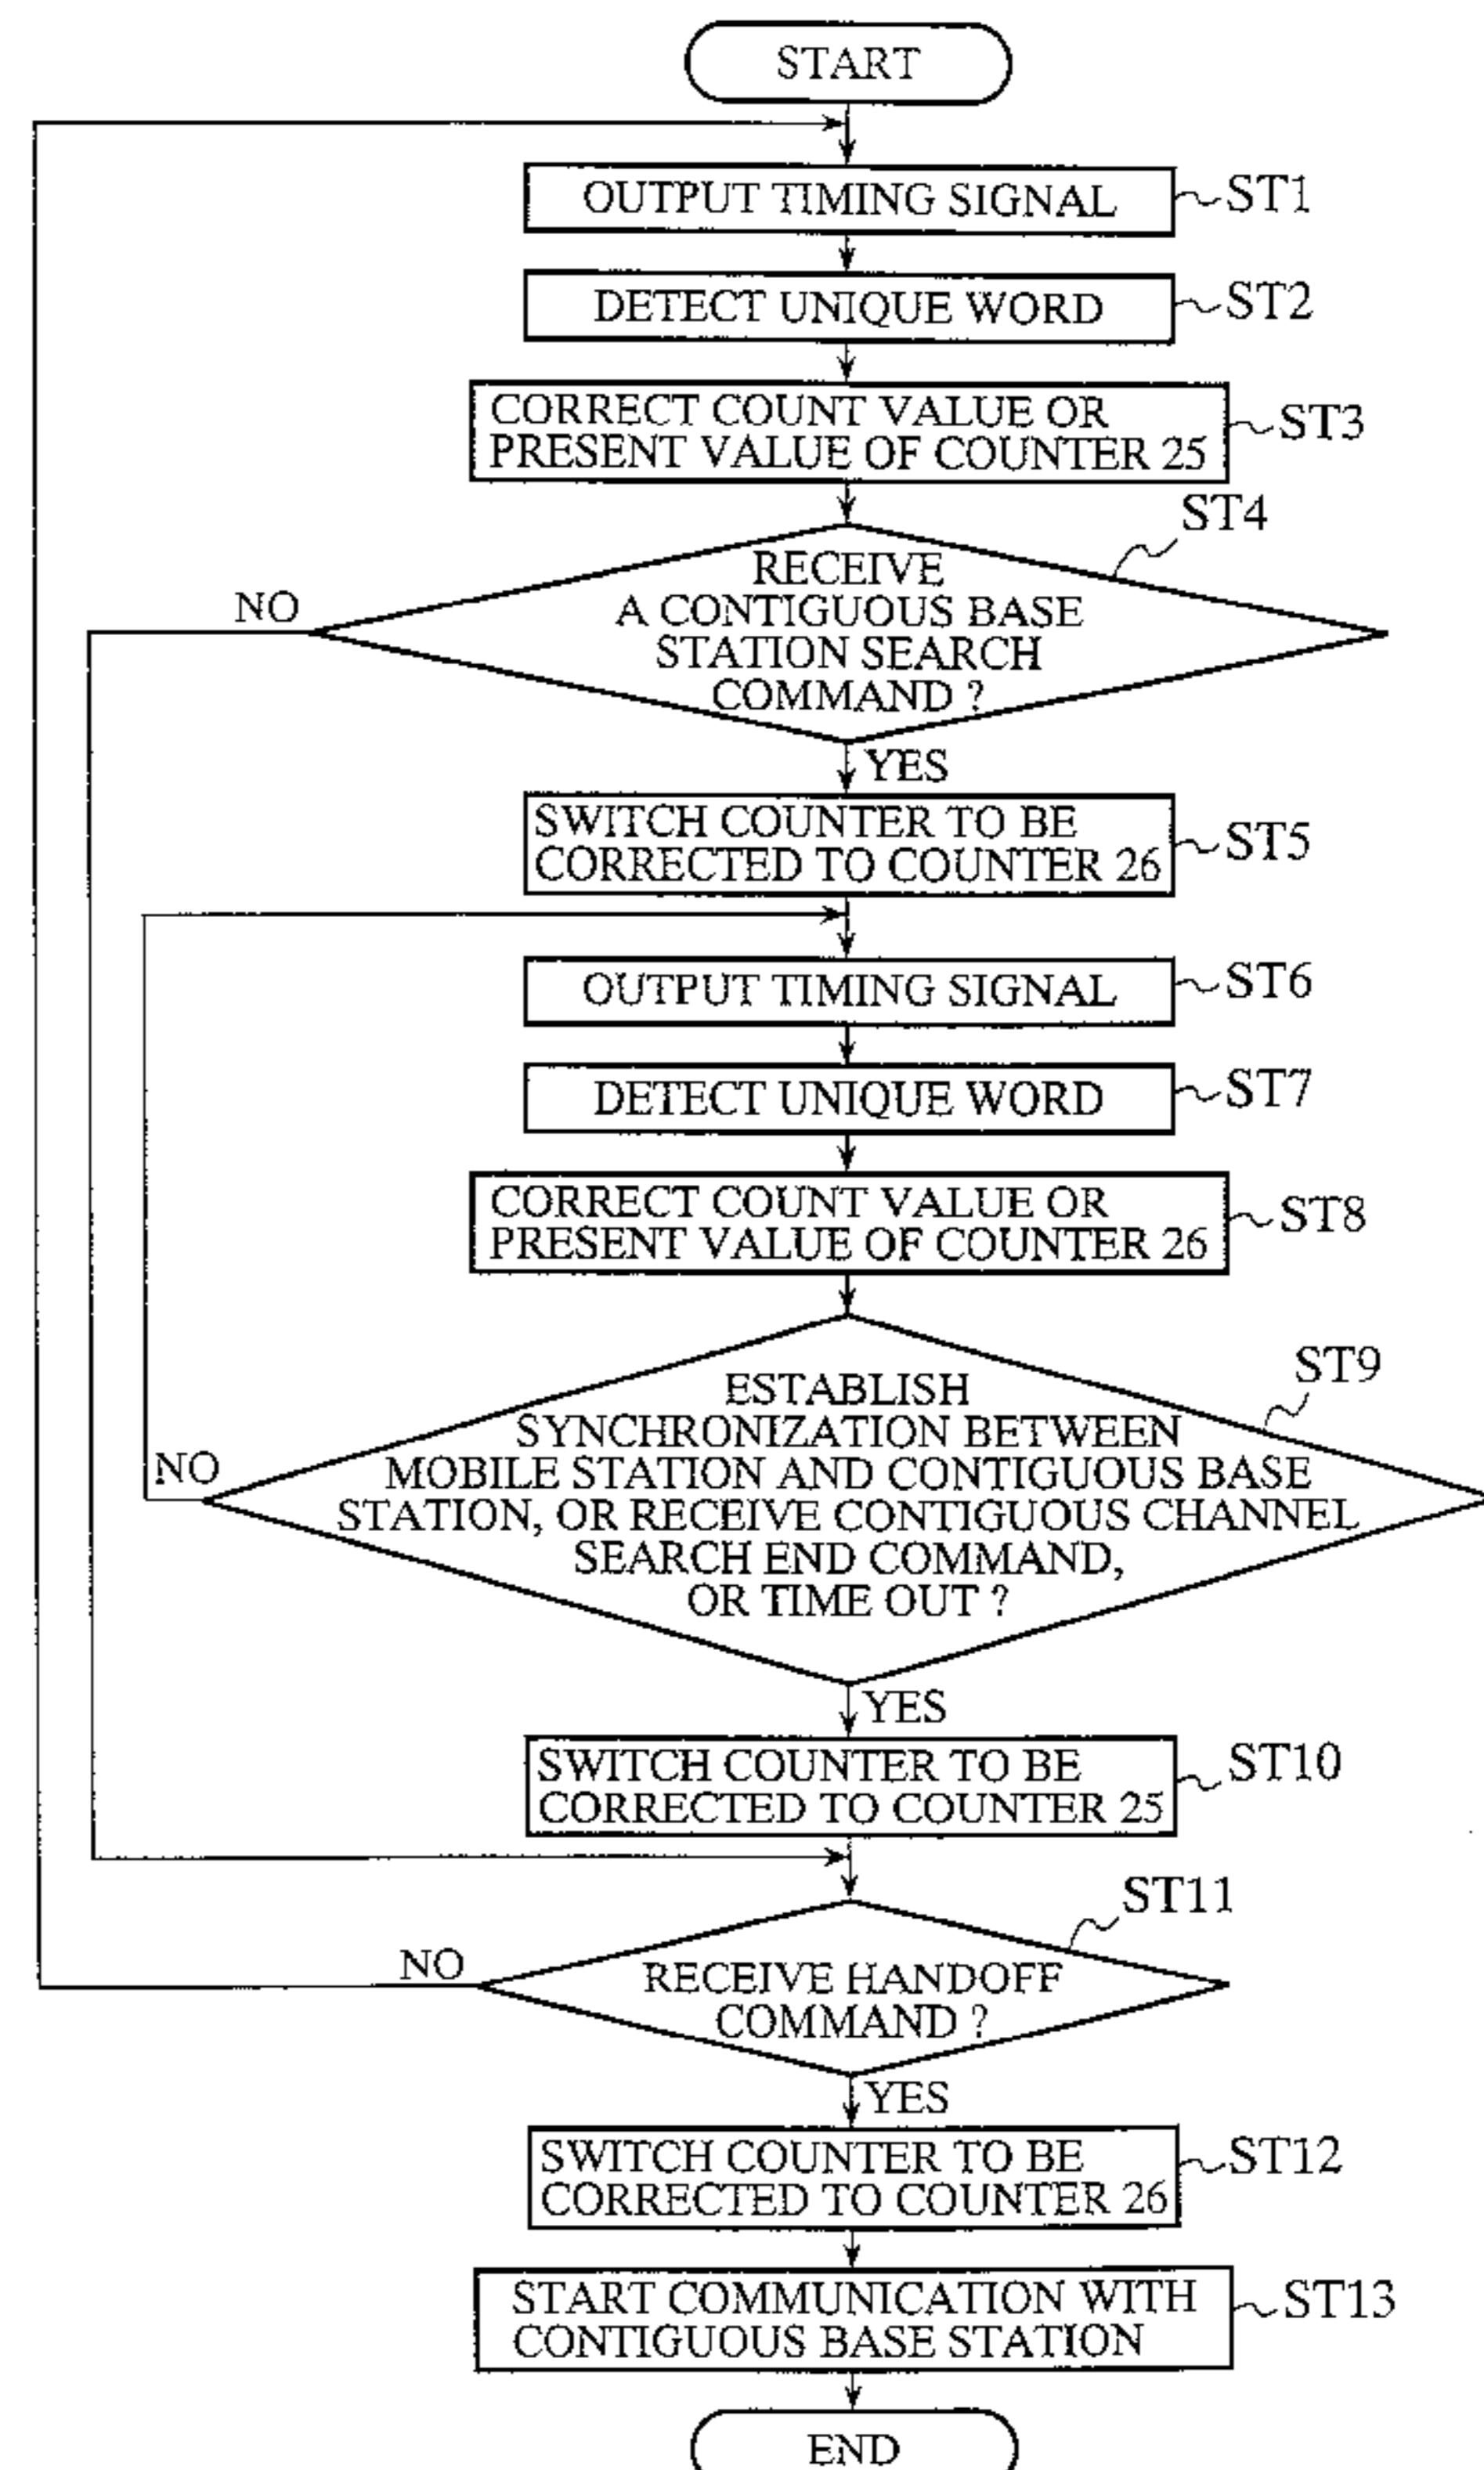 START
OUTPUT TIMING SIGNAL
ST1
DETECT UNIQUE WORD
ST2
CORRECT COUNT VALUE OR
PRESENT VALUE OF COUNTER 25
ST3
ST4
RECEIVE
A CONTIGUOUS BASE
STATION SEARCH
COMMAND ?
NO
YES
SWITCH COUNTER TO BE
CORRECTED TO COUNTER 26
ST5
OUTPUT TIMING SIGNAL
ST6
DETECT UNIQUE WORD
ST7
CORRECT COUNT VALUE OR
PRESENT VALUE OF COUNTER 26
ST8
ST9
ESTABLISH
SYNCHRONIZATION BETWEEN
MOBILE STATION AND CONTIGUOUS BASE
STATION, OR RECEIVE CONTIGUOUS CHANNEL
SEARCH END COMMAND,
OR TIME OUT ?
NO
YES
SWITCH COUNTER TO BE
CORRECTED TO COUNTER 25
ST10
ST11
NO
RECEIVE HANDOFF
COMMAND ?
YES
SWITCH COUNTER TO BE
CORRECTED TO COUNTER 26
ST12
START COMMUNICATION WITH
CONTIGUOUS BASE STATION
ST13
END